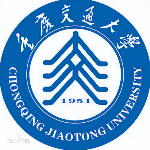 重庆交通大学
1951
CHONGQING JIAOTONG UNIVERSITY